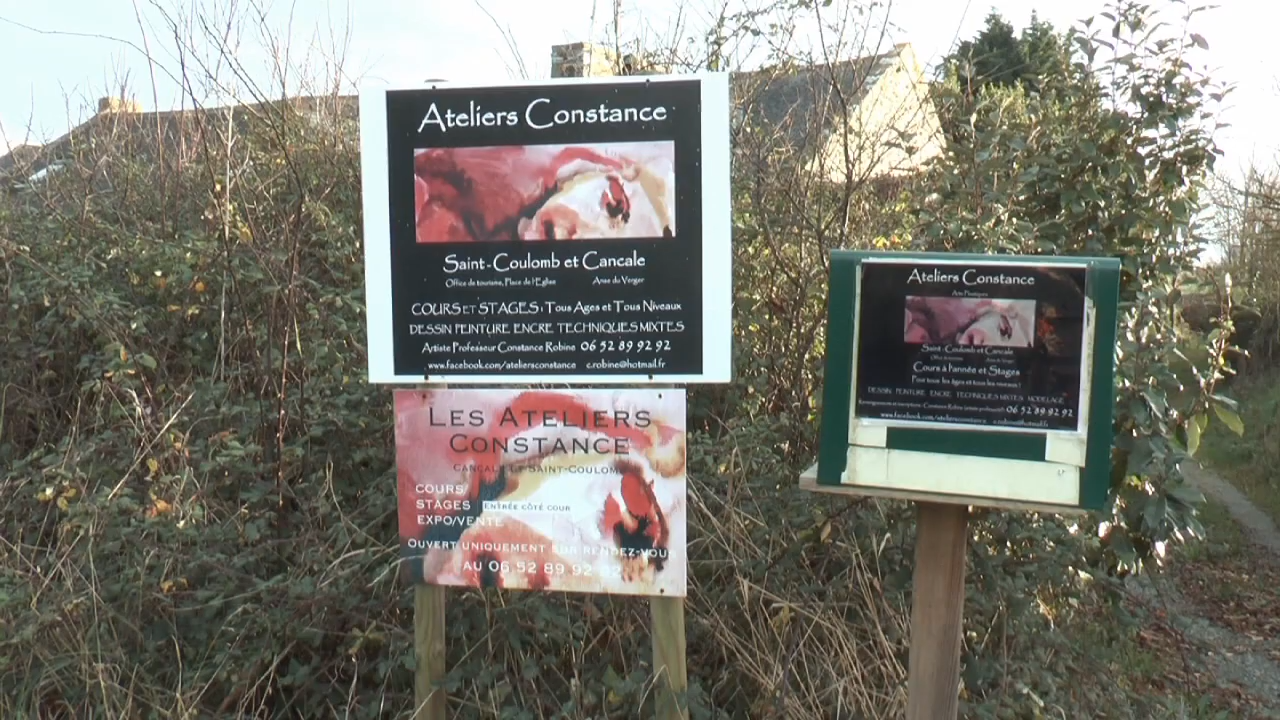 Ateliers Constance
Saint-Coulomb et Cancale
Office de tourisme, Place de l'Eglise Anse du Verger
COURS ET STAGES : Tous Ages et Tous Niveaux
DESSIN PEINTURE ENCRE TECHNIQUES MIXTES
Artiste Professeur Constance Robine 06 52 89 92 92
www.facebook.com/ateliersconstance c.robine@hotmail.fr
LES ATELIERS
CONSTANCE
CANCALE ET SAINT-COULOMB
COURS
STAGES ENTRÉE CÔTÉ COUR
EXPO/VENTE
OUVERT UNIQUEMENT SUR RENDEZ-VOUS
AU 06 52 89 92 92
Ateliers Constance
Arts Plastiques
Saint-Coulomb et Cancale
Office de tourisme Anse du Verger
Cours à l'année et Stages
Pour tous les âges et tous les niveaux !
DESSIN PEINTURE ENCRE TECHNIQUES MIXTES MODELAGE
Renseignements et inscriptions : Constance Robine (artiste professeur) 06 52 89 92 92
www.facebook.com/ateliersconstance c.robine@hotmail.fr